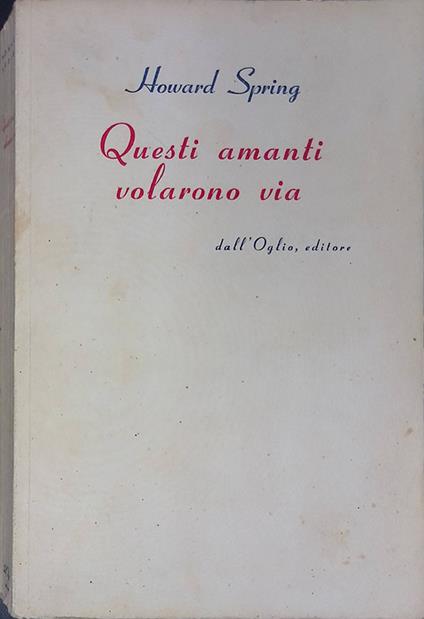 Howard Spring
Questi amanti
volarono via
dall'Oglio, editore